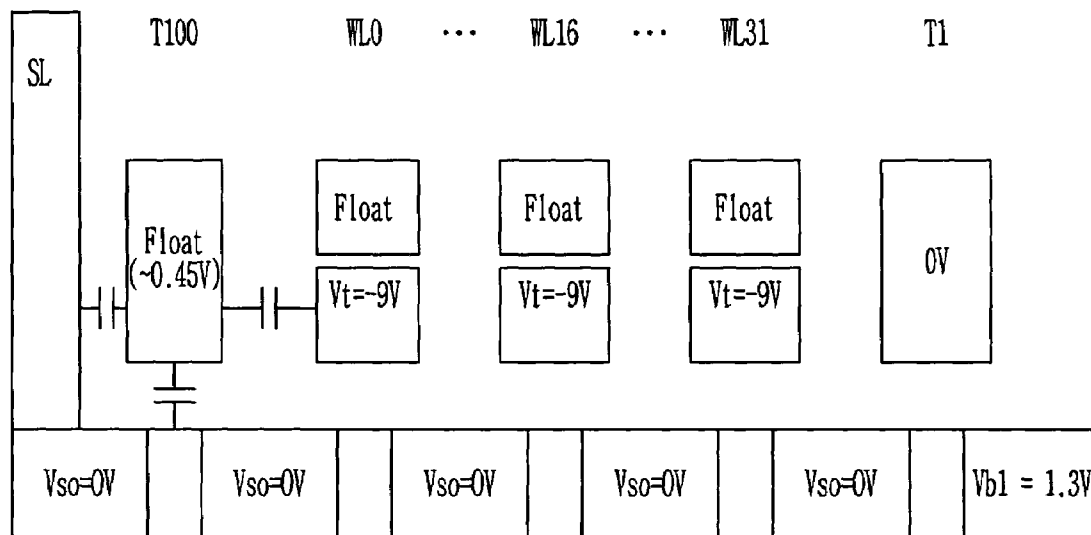 T100 WL0 ··· WL16 ··· WL31 T1
SL
Float Float Float Float 0V
(~0.45V)
Vt=-9V Vt=-9V Vt=-9V
Vso=0V Vso=0V Vso=0V Vso=0V Vso=0V Vbl = 1.3V